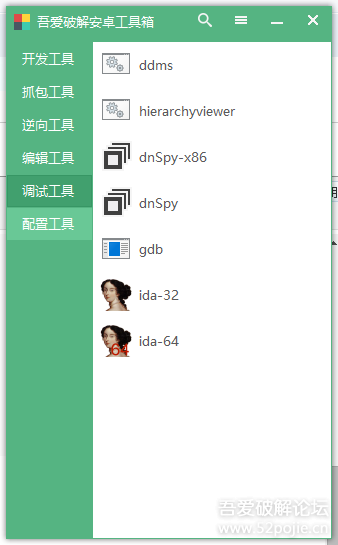 吾爱破解安卓工具箱
开发工具
抓包工具
逆向工具
编辑工具
调试工具
配置工具
ddms
hierarchyviewer
dnSpy-x86
dnSpy
gdb
ida-32
64
ida-64
吾爱破解论坛
www.52pojie.cn